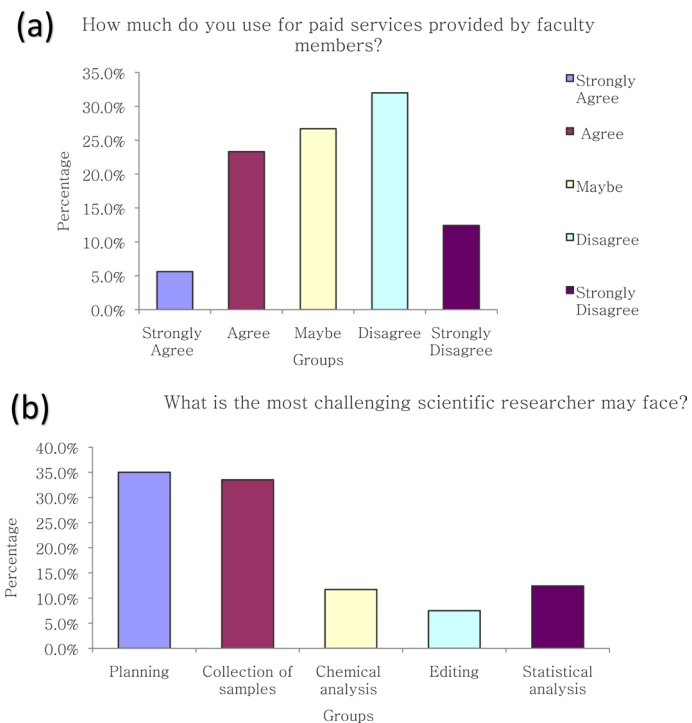 (a)
How much do you use for paid services provided by faculty
members?
35.0%
30.0%
25.0%
20.0%
15.0%
10.0%
5.0%
0.0%
Percentage
Strongly
Agree
Agree
Maybe
Disagree
Strongly
Disagree
Groups
Strongly
Agree
Agree
Maybe
Disagree
Strongly
Disagree
(b)
What is the most challenging scientific researcher may face?
40.0%
35.0%
30.0%
25.0%
20.0%
15.0%
10.0%
5.0%
0.0%
Percentage
Planning
Collection of
samples
Chemical
analysis
Editing
Statistical
analysis
Groups